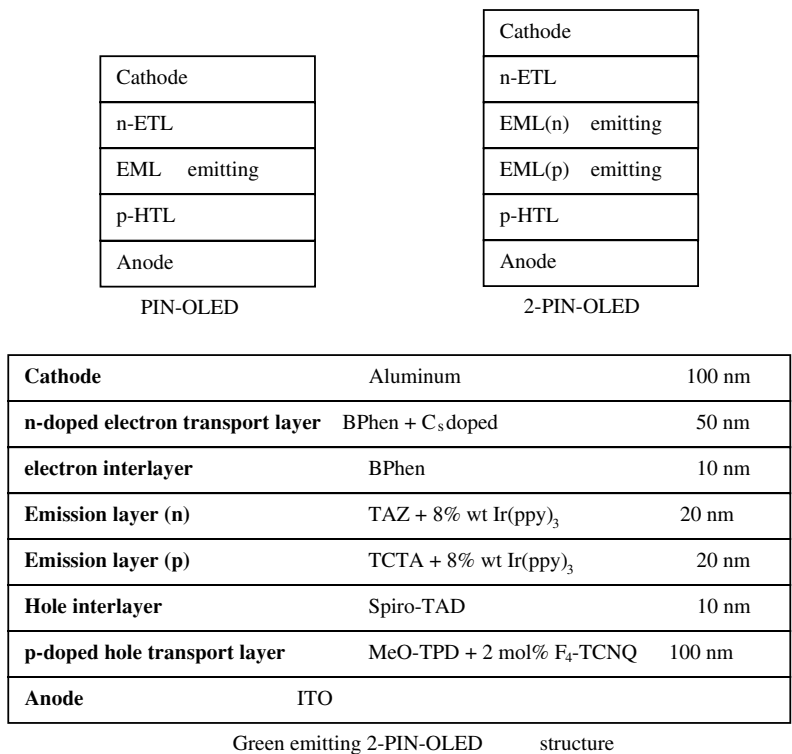 Cathode
n-ETL
EML emitting
p-HTL
Anode
PIN-OLED
Cathode
n-ETL
EML(n) emitting
EML(p) emitting
p-HTL
Anode
2-PIN-OLED
Cathode Aluminum 100 nm
n-doped electron transport layer BPhen + Cₛdoped 50 nm
electron interlayer BPhen 10 nm
Emission layer (n) TAZ + 8% wt Ir(ppy)₃ 20 nm
Emission layer (p) TCTA + 8% wt Ir(ppy)₃ 20 nm
Hole interlayer Spiro-TAD 10 nm
p-doped hole transport layer MeO-TPD + 2 mol% F₄-TCNQ 100 nm
Anode ITO
Green emitting 2-PIN-OLED structure